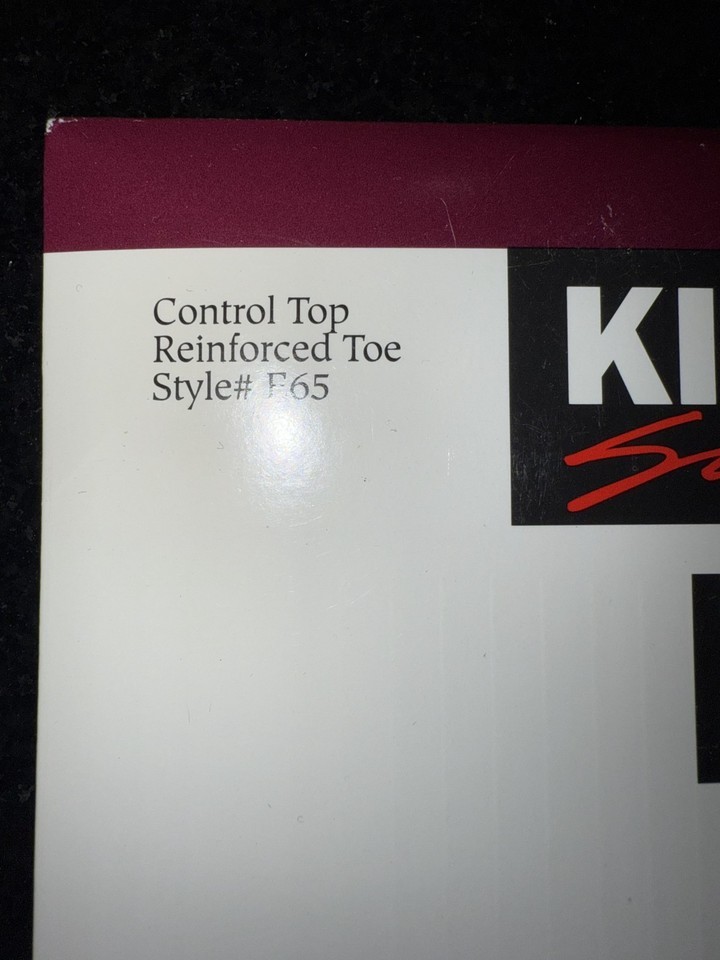 Control Top
Reinforced Toe
Style# F65